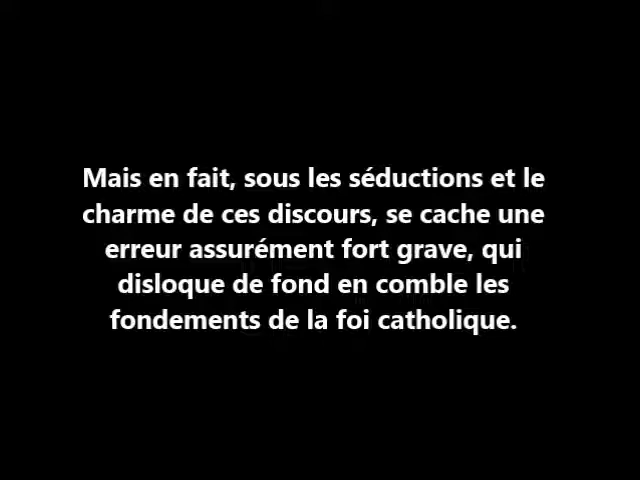 Mais en fait, sous les séductions et le
charme de ces discours, se cache une
erreur assurément fort grave, qui
disloque de fond en comble les
fondements de la foi catholique.